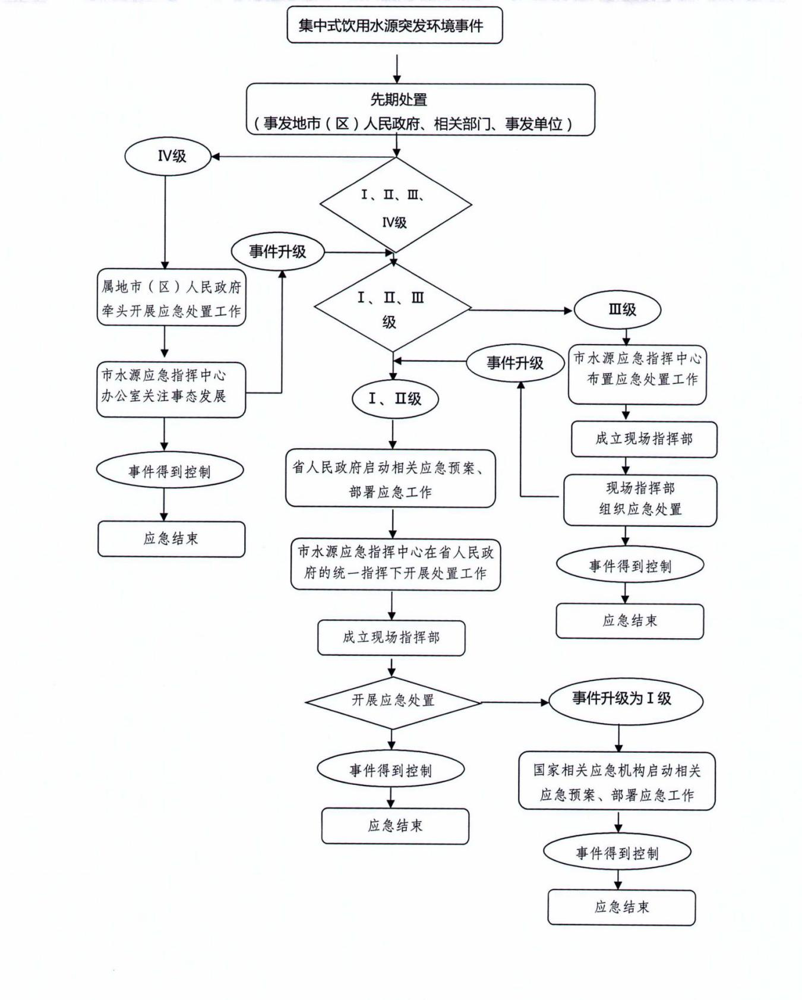 集中式饮用水源突发环境事件
先期处置
（事发地市（区）人民政府、相关部门、事发单位）
Ⅳ级
Ⅰ、Ⅱ、Ⅲ、
Ⅳ级
事件升级
属地市（区）人民政府
牵头开展应急处置工作
Ⅰ、Ⅱ、Ⅲ
级
Ⅲ级
市水源应急指挥中心
办公室关注事态发展
事件升级
市水源应急指挥中心
布置应急处置工作
Ⅰ、Ⅱ级
成立现场指挥部
事件得到控制
省人民政府启动相关应急预案、
部署应急工作
现场指挥部
组织应急处置
应急结束
市水源应急指挥中心在省人民政
府的统一指挥下开展处置工作
事件得到控制
应急结束
成立现场指挥部
开展应急处置
事件升级为Ⅰ级
事件得到控制
国家相关应急机构启动相关
应急预案、部署应急工作
应急结束
事件得到控制
应急结束